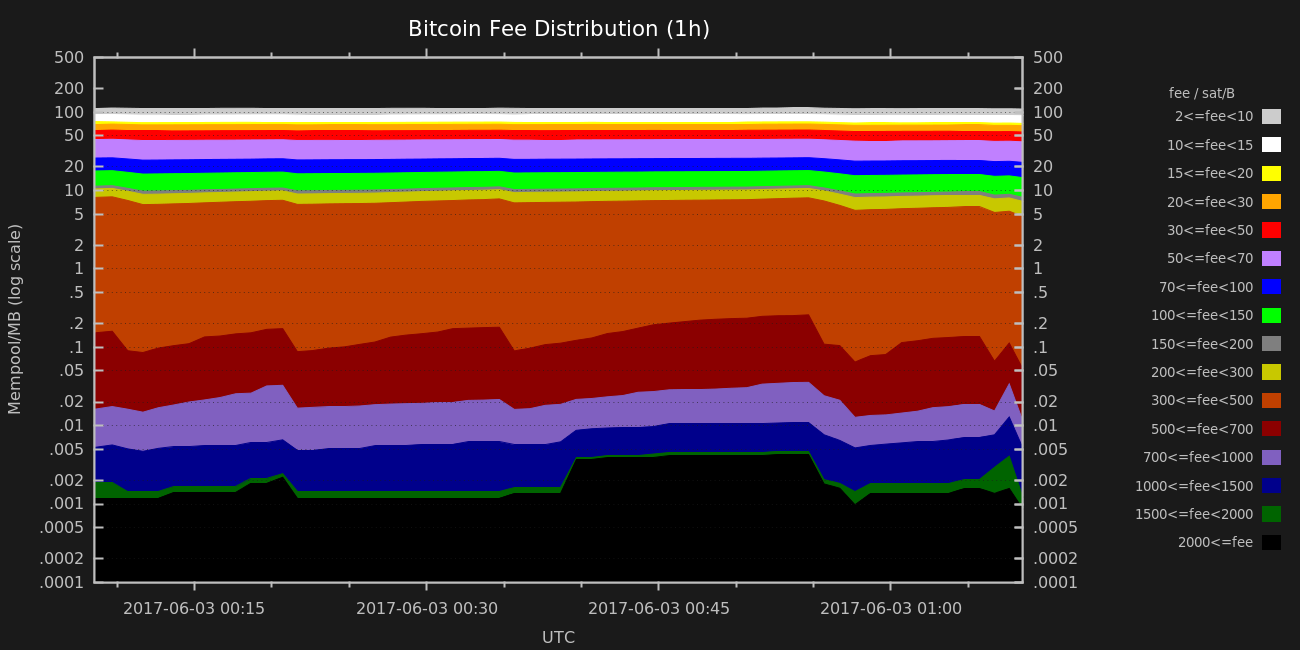 Bitcoin Fee Distribution (1h)
500 500
200 200
100 100
50 50
20 20
10 10
5 5
2 2
1 1
.5 .5
.2 .2
.1 .1
.05 .05
.02 .02
.01 .01
.005 .005
.002 .002
.001 .001
.0005 .0005
.0002 .0002
.0001 .0001
Mempool/MB (log scale)
2017-06-03 00:15 2017-06-03 00:30 2017-06-03 00:45 2017-06-03 01:00
UTC
fee / sat/B
2<=fee<10
10<=fee<15
15<=fee<20
20<=fee<30
30<=fee<50
50<=fee<70
70<=fee<100
100<=fee<150
150<=fee<200
200<=fee<300
300<=fee<500
500<=fee<700
700<=fee<1000
1000<=fee<1500
1500<=fee<2000
2000<=fee